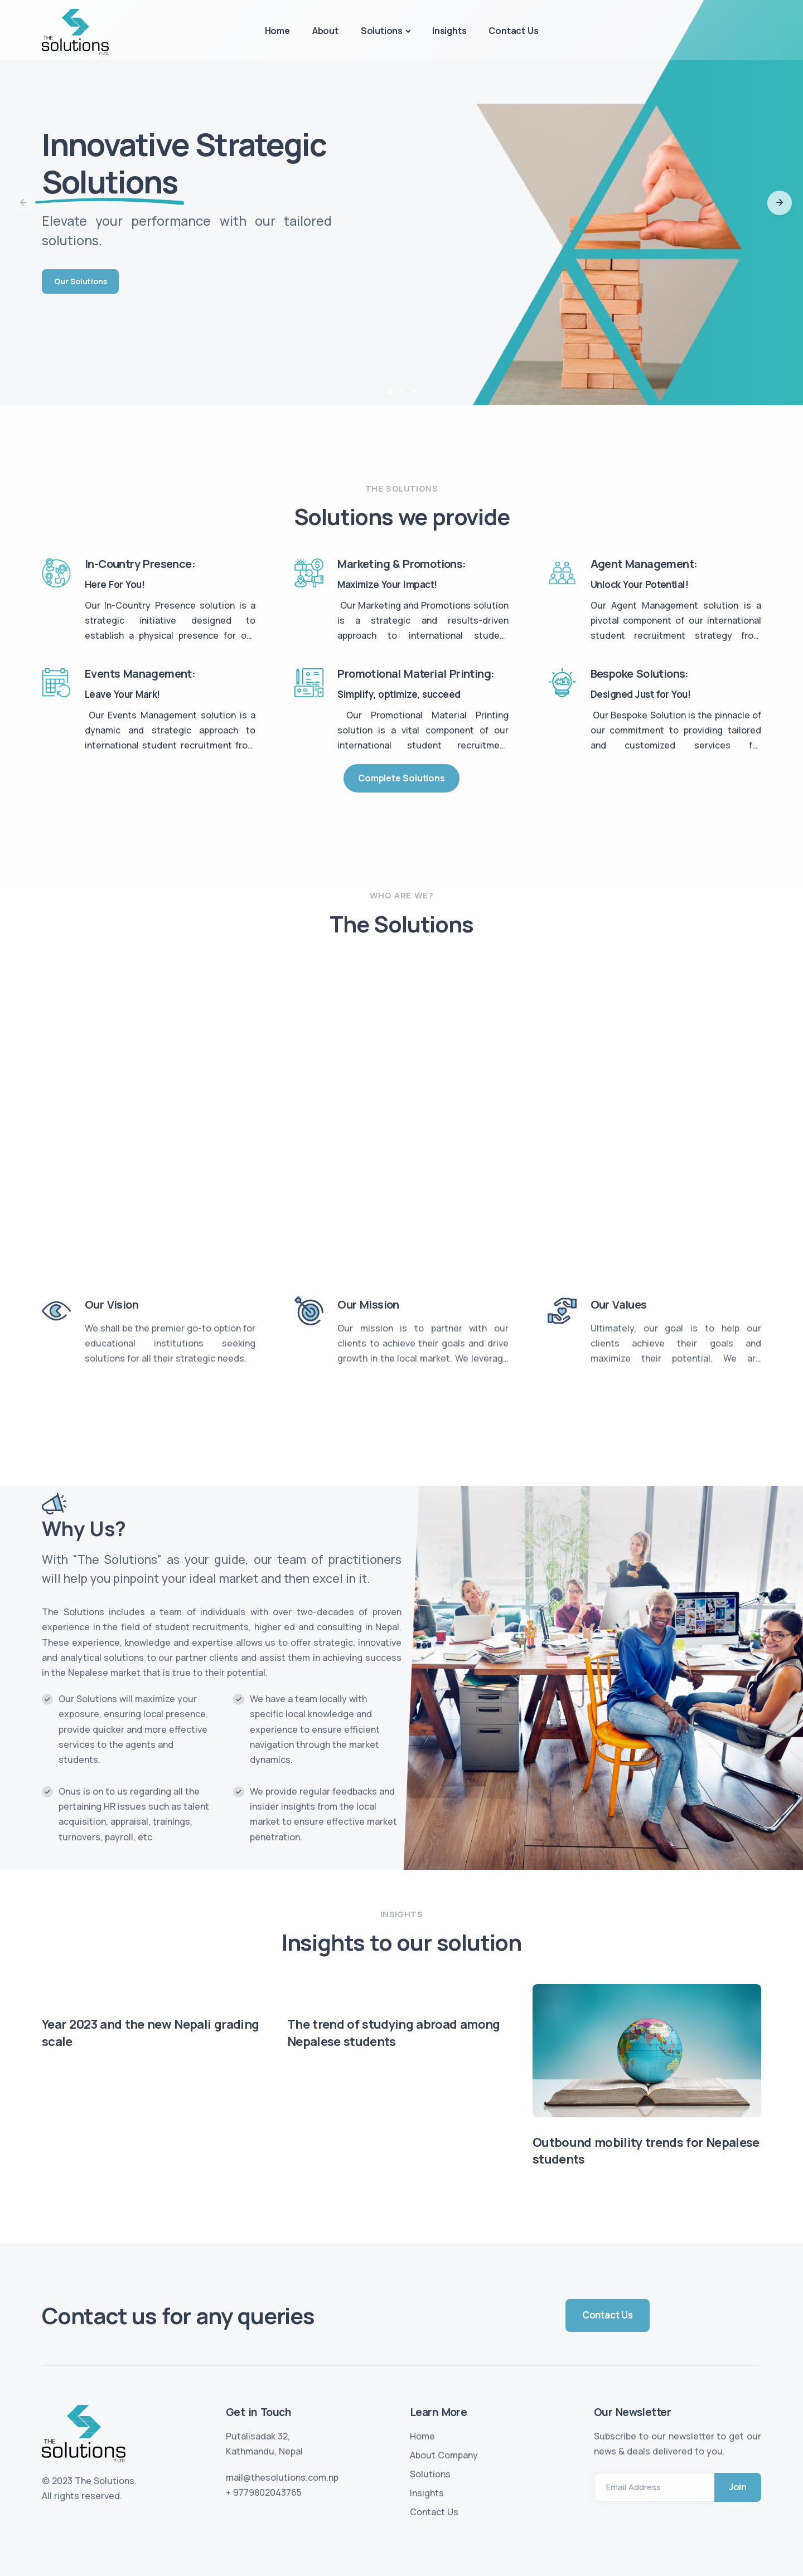 THE
solutions
P.LTD.
Home
About
Solutions
Insights
Contact Us
Innovative Strategic
Solutions
Elevate your performance with our tailored
solutions.
Our Solutions
THE SOLUTIONS
Solutions we provide
In-Country Presence:
Here For You!
Our In-Country Presence solution is a
strategic initiative designed to
establish a physical presence for o...
Marketing & Promotions:
Maximize Your Impact!
Our Marketing and Promotions solution
is a strategic and results-driven
approach to international stude...
Agent Management:
Unlock Your Potential!
Our Agent Management solution is a
pivotal component of our international
student recruitment strategy fro...
Events Management:
Leave Your Mark!
Our Events Management solution is a
dynamic and strategic approach to
international student recruitment fro...
Promotional Material Printing:
Simplify, optimize, succeed
Our Promotional Material Printing
solution is a vital component of our
international student recruitme...
Bespoke Solutions:
Designed Just for You!
Our Bespoke Solution is the pinnacle of
our commitment to providing tailored
and customized services f...
Complete Solutions
WHO ARE WE?
The Solutions
Our Vision
We shall be the premier go-to option for
educational institutions seeking
solutions for all their strategic needs.
Our Mission
Our mission is to partner with our
clients to achieve their goals and drive
growth in the local market. We leverag...
Our Values
Ultimately, our goal is to help our
clients achieve their goals and
maximize their potential. We ar...
Why Us?
With "The Solutions" as your guide, our team of practitioners
will help you pinpoint your ideal market and then excel in it.
The Solutions includes a team of individuals with over two-decades of proven
experience in the field of student recruitments, higher ed and consulting in Nepal.
These experience, knowledge and expertise allows us to offer strategic, innovative
and analytical solutions to our partner clients and assist them in achieving success
in the Nepalese market that is true to their potential.
Our Solutions will maximize your
exposure, ensuring local presence,
provide quicker and more effective
services to the agents and
students.
We have a team locally with
specific local knowledge and
experience to ensure efficient
navigation through the market
dynamics.
Onus is on to us regarding all the
pertaining HR issues such as talent
acquisition, appraisal, trainings,
turnovers, payroll, etc.
We provide regular feedbacks and
insider insights from the local
market to ensure effective market
penetration.
INSIGHTS
Insights to our solution
Year 2023 and the new Nepali grading
scale
The trend of studying abroad among
Nepalese students
Outbound mobility trends for Nepalese
students
Contact us for any queries
Contact Us
THE
solutions
P.LTD.
© 2023 The Solutions.
All rights reserved.
Get in Touch
Putalisadak 32,
Kathmandu, Nepal
mail@thesolutions.com.np
+ 9779802043765
Learn More
Home
About Company
Solutions
Insights
Contact Us
Our Newsletter
Subscribe to our newsletter to get our
news & deals delivered to you.
Email Address
Join